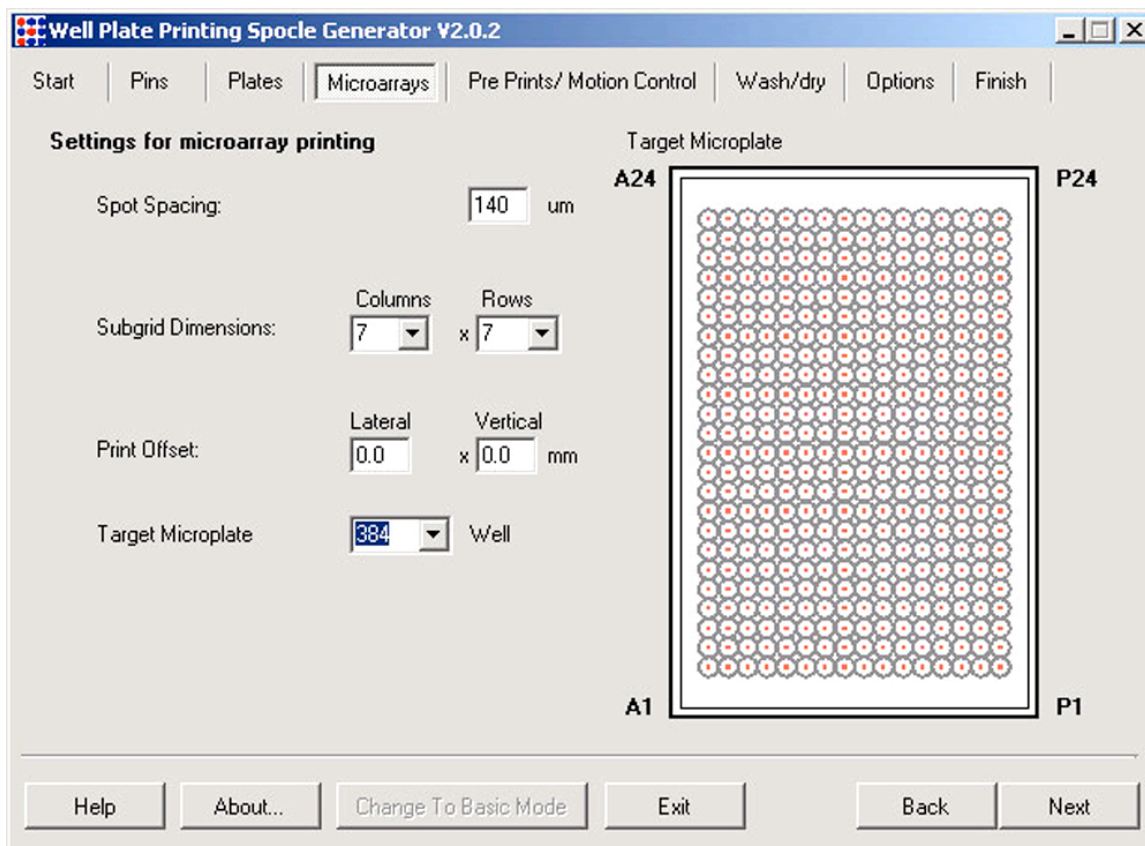 Well Plate Printing Spocle Generator V2.0.2
Start Pins Plates Microarrays Pre Prints/ Motion Control Wash/dry Options Finish
Settings for microarray printing
Target Microplate
A24 P24
Spot Spacing: 140 um
Columns Rows
Subgrid Dimensions: 7 x 7
Lateral Vertical
Print Offset: 0.0 x 0.0 mm
Target Microplate 384 Well
A1 P1
Help About... Change To Basic Mode Exit Back Next